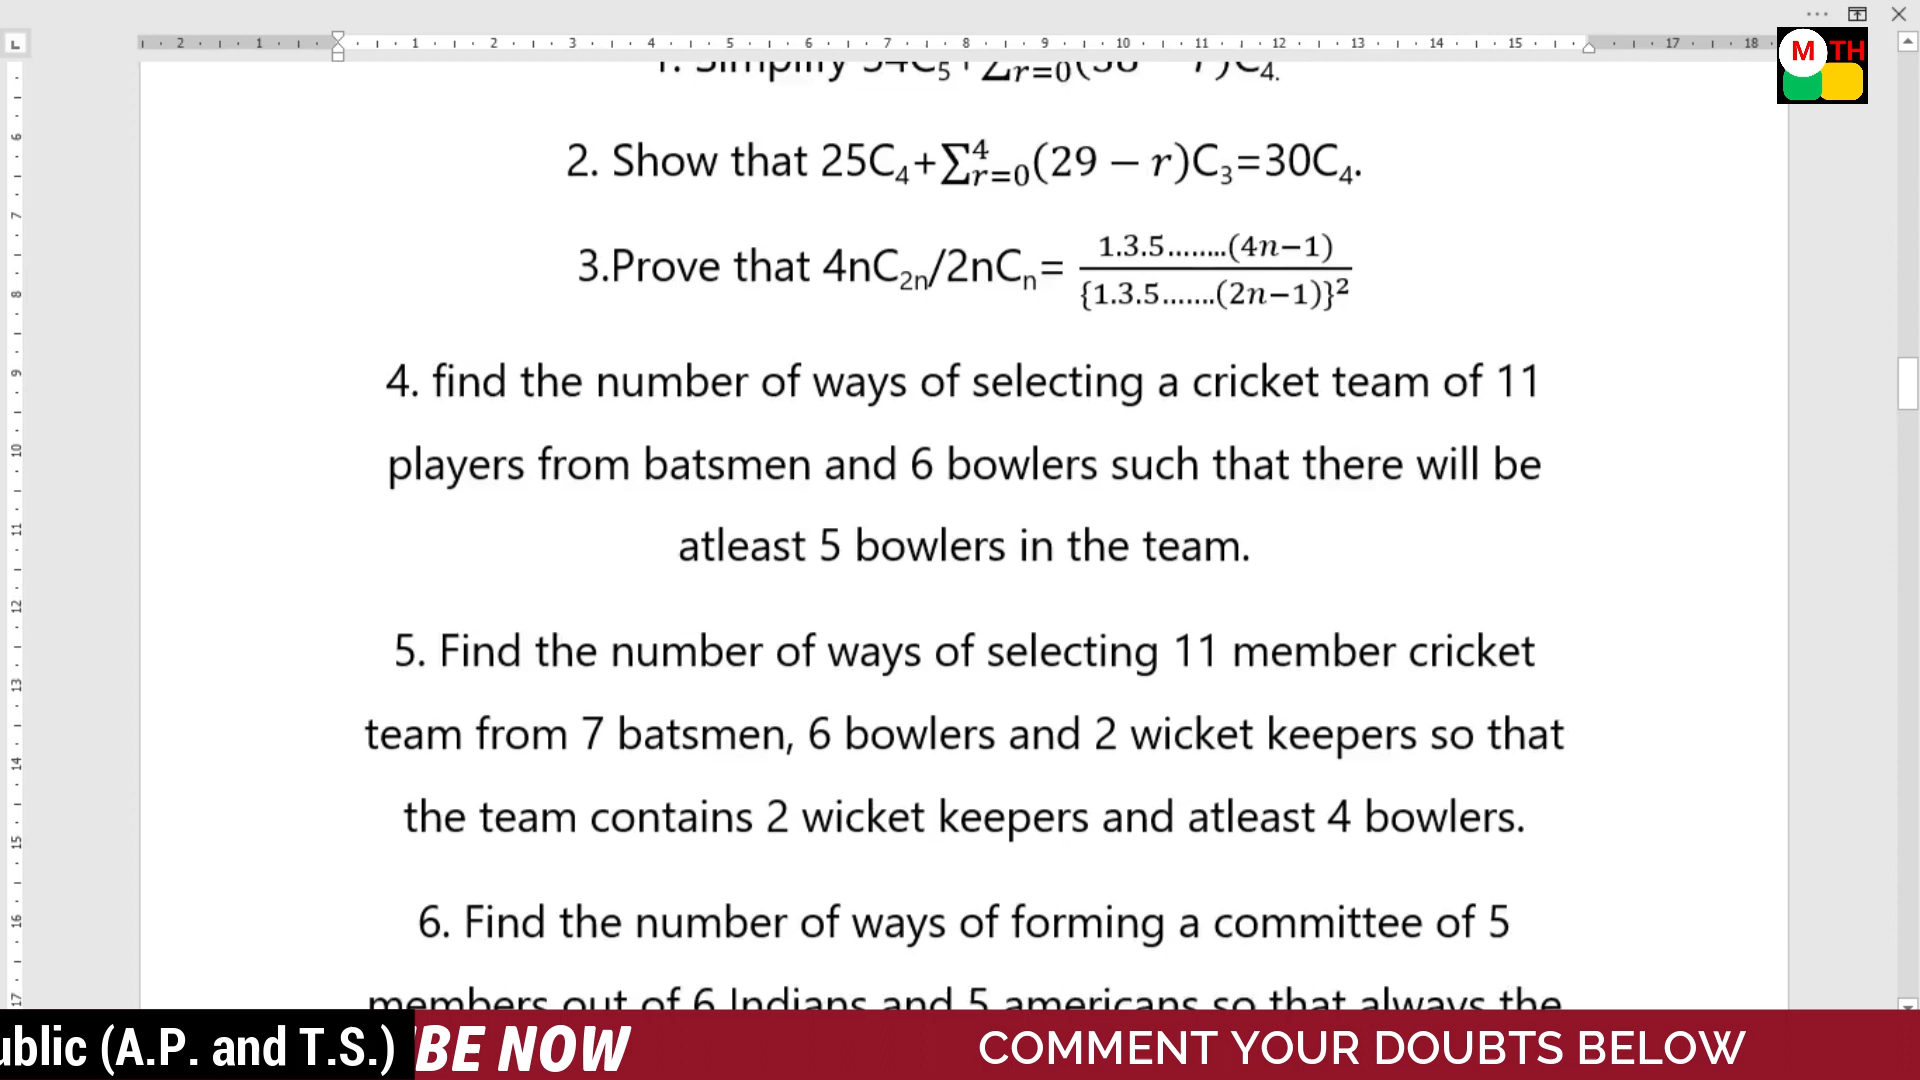 M TH
1. Simplify 34C₅+∑r=0(38 − r)C₄.
2. Show that 25C₄+∑⁴r=0(29 − r)C₃=30C₄.
3.Prove that 4nC₂ₙ/2nCₙ= 1.3.5........(4n−1) / {1.3.5.......(2n−1)}²
4. find the number of ways of selecting a cricket team of 11
players from batsmen and 6 bowlers such that there will be
atleast 5 bowlers in the team.
5. Find the number of ways of selecting 11 member cricket
team from 7 batsmen, 6 bowlers and 2 wicket keepers so that
the team contains 2 wicket keepers and atleast 4 bowlers.
6. Find the number of ways of forming a committee of 5
members out of 6 Indians and 5 americans so that always the
ublic (A.P. and T.S.) BE NOW COMMENT YOUR DOUBTS BELOW